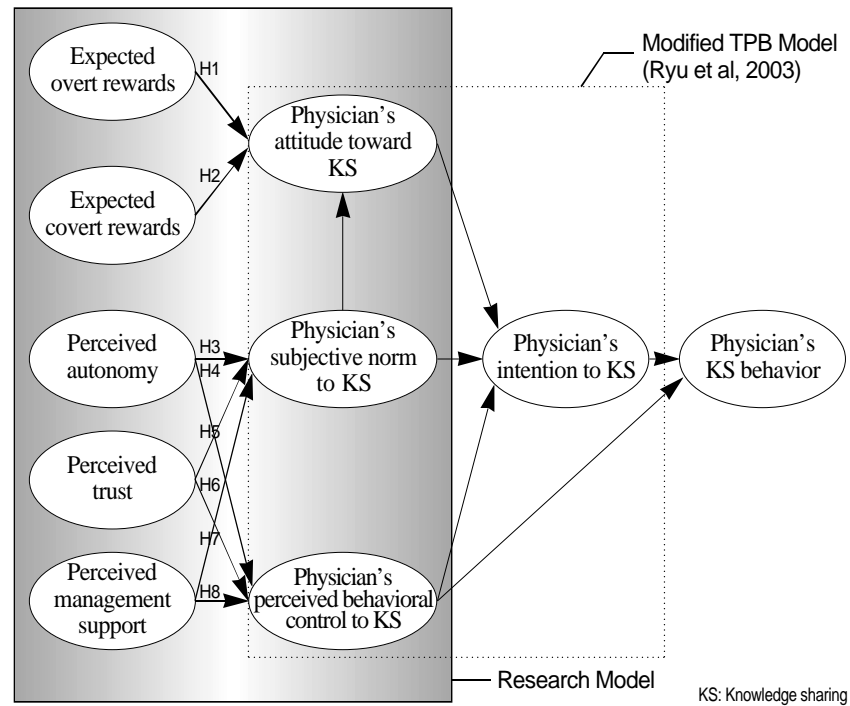 Expected
overt rewards
H1
Modified TPB Model
(Ryu et al, 2003)
Physician's
attitude toward
KS
H2
Expected
covert rewards
Perceived
autonomy
H3
H4
Physician's
subjective norm
to KS
Physician's
intention to KS
Physician's
KS behavior
H5
Perceived
trust
H6
H7
Perceived
management
support
H8
Physician's
perceived behavioral
control to KS
Research Model
KS: Knowledge sharing